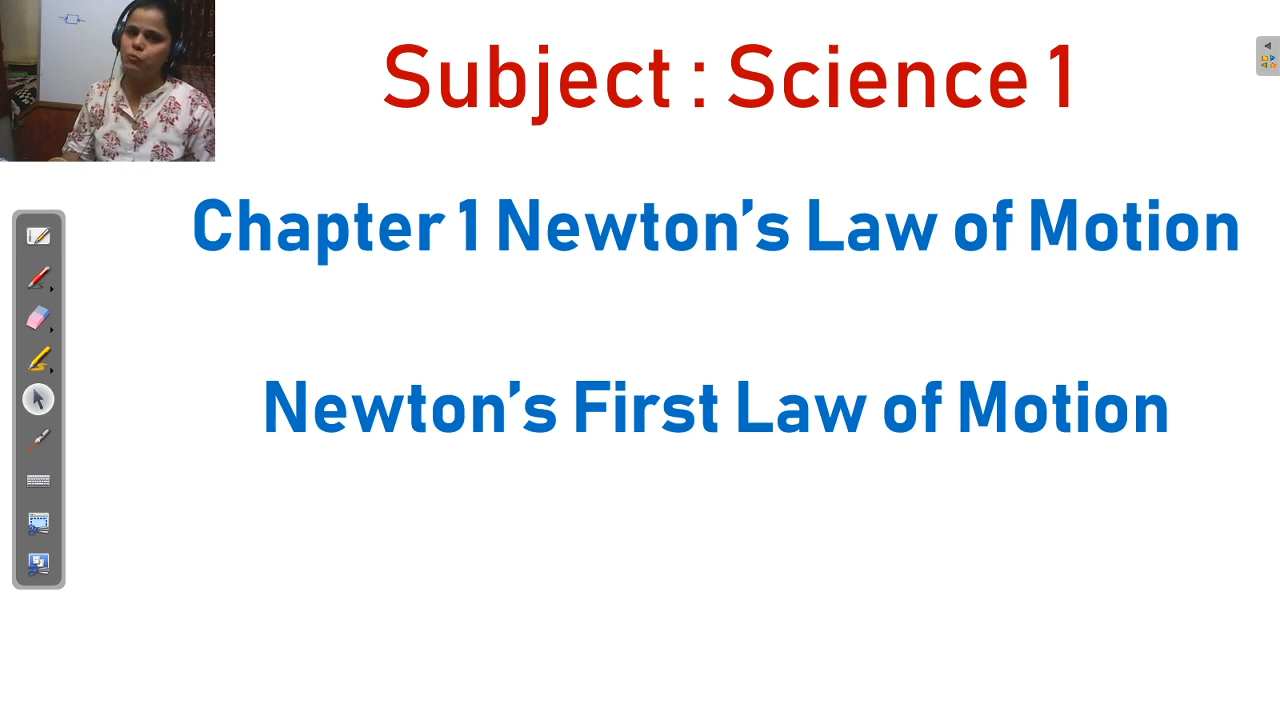 Subject : Science 1
Chapter 1 Newton’s Law of Motion
Newton’s First Law of Motion